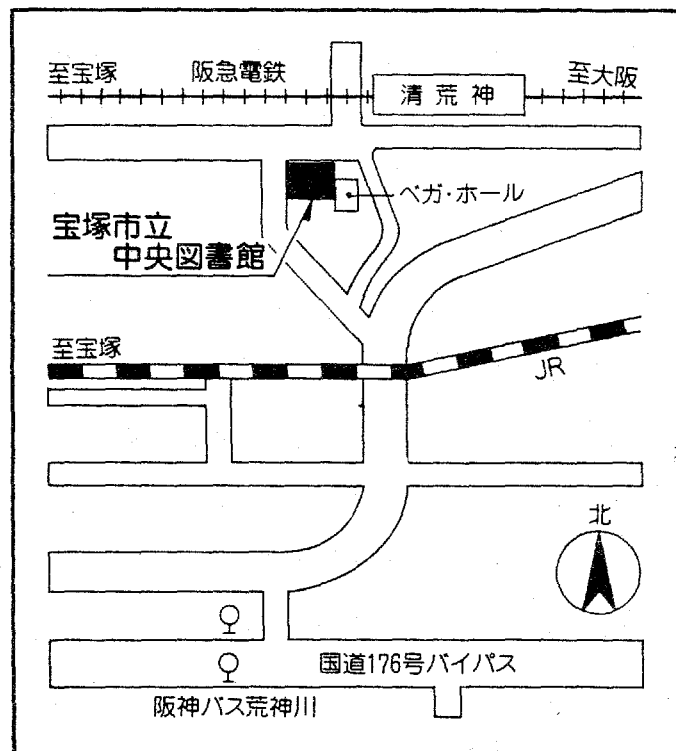 至宝塚
阪急電鉄
清荒神
至大阪
ベガ・ホール
宝塚市立
中央図書館
至宝塚
JR
北
国道176号バイパス
阪神バス荒神川